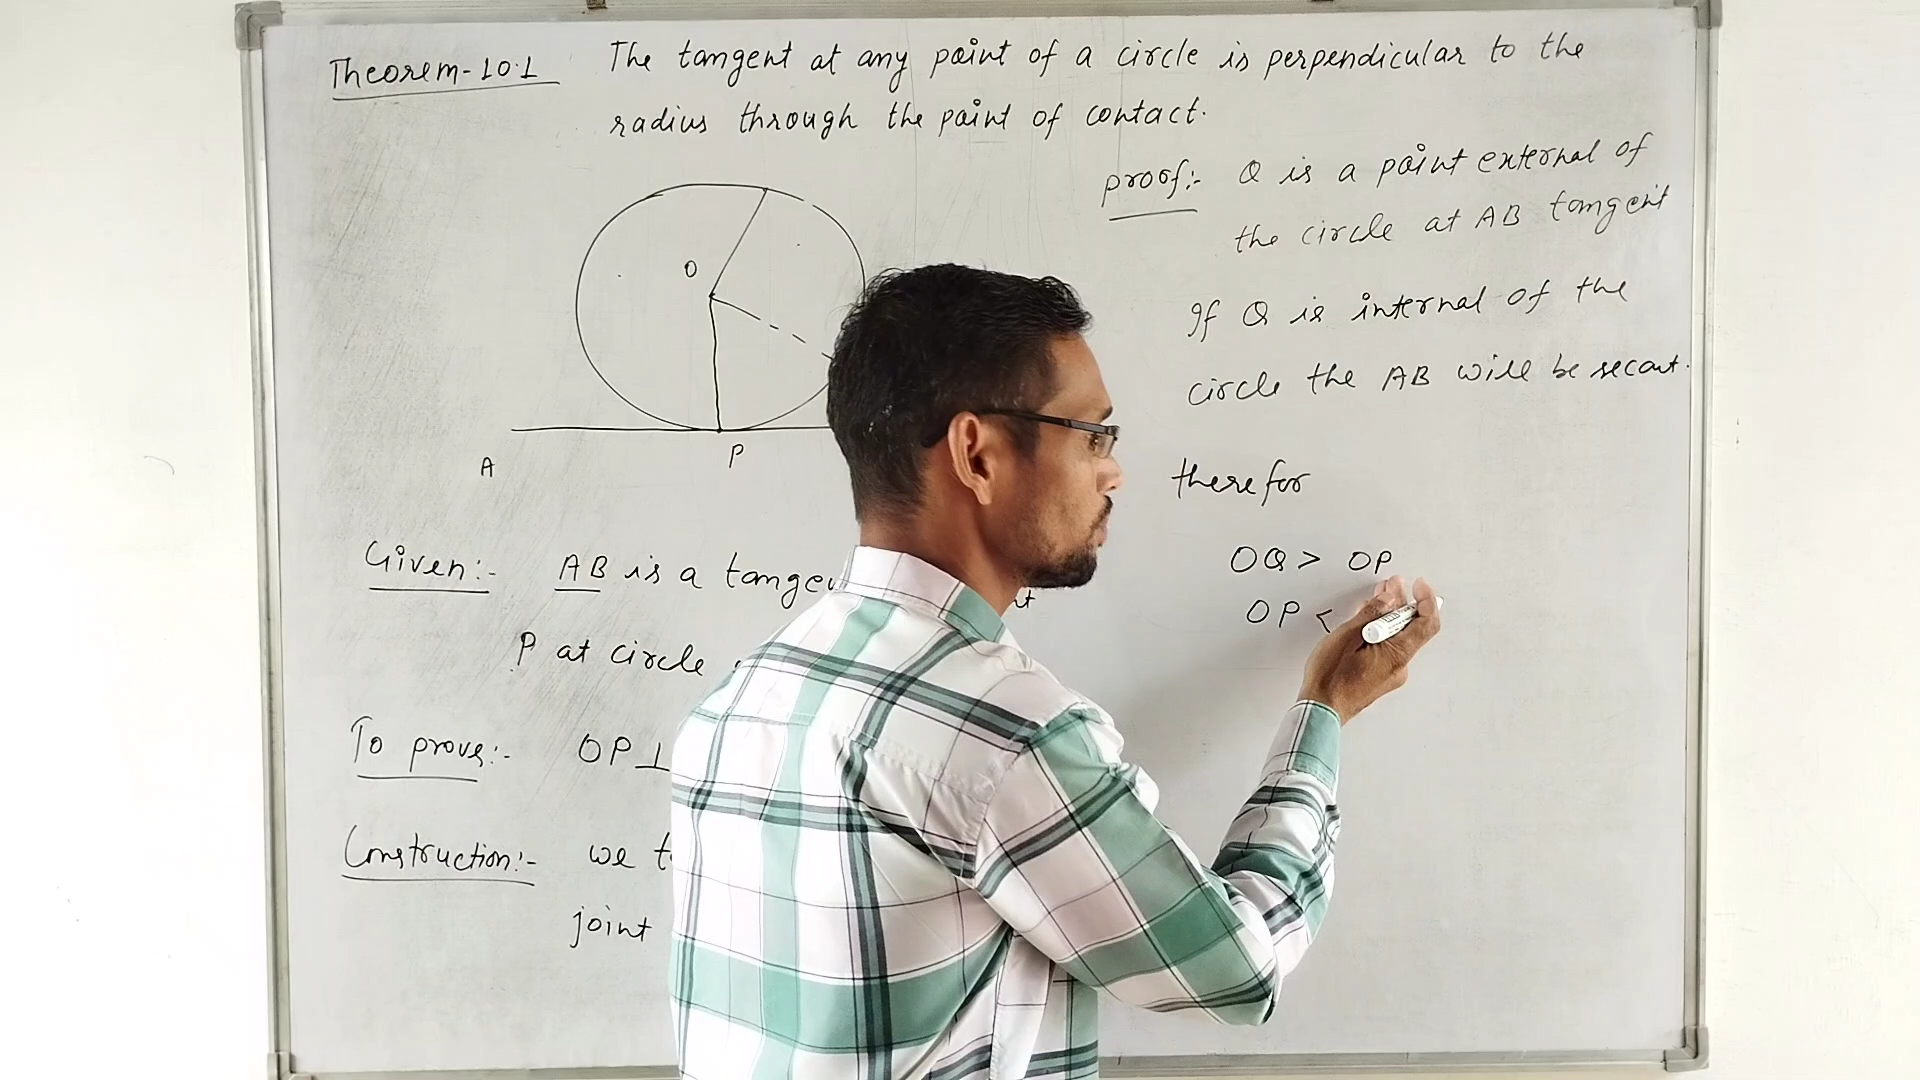 Theorem-10.1 The tangent at any point of a circle is perpendicular to the
radius through the point of contact.
O
A
P
Given:- AB is a
P at circle
To prove:- OP⊥
Construction:- we
joint
proof:- Q is a point external of
the circle at AB tangent
If Q is internal of the
circle the AB will be secant.
therefor
OQ > OP
OP <